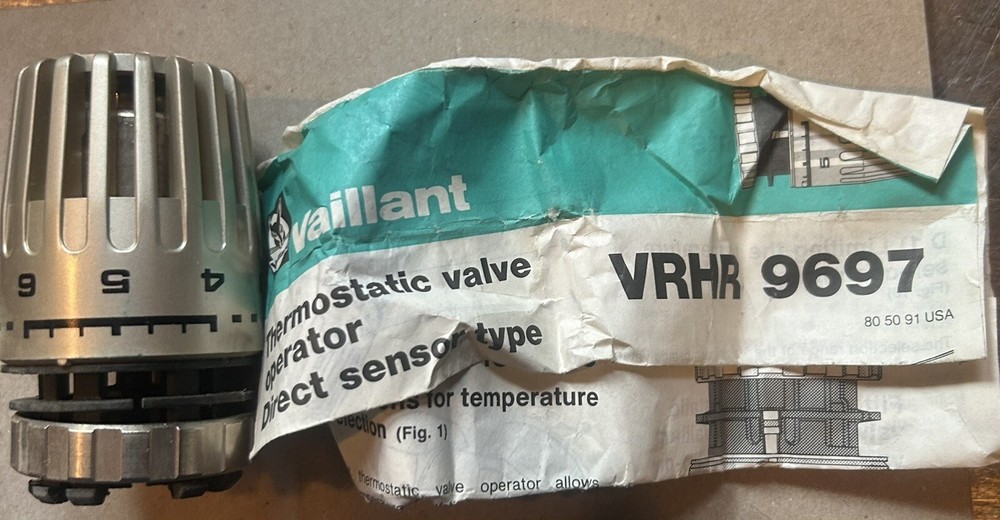 6 5 4
Vaillant
Thermostatic valve
operator
Direct sensor type
VRHR 9697
80 50 91 USA
5
for temperature
(Fig. 1)
thermostatic valve operator allows